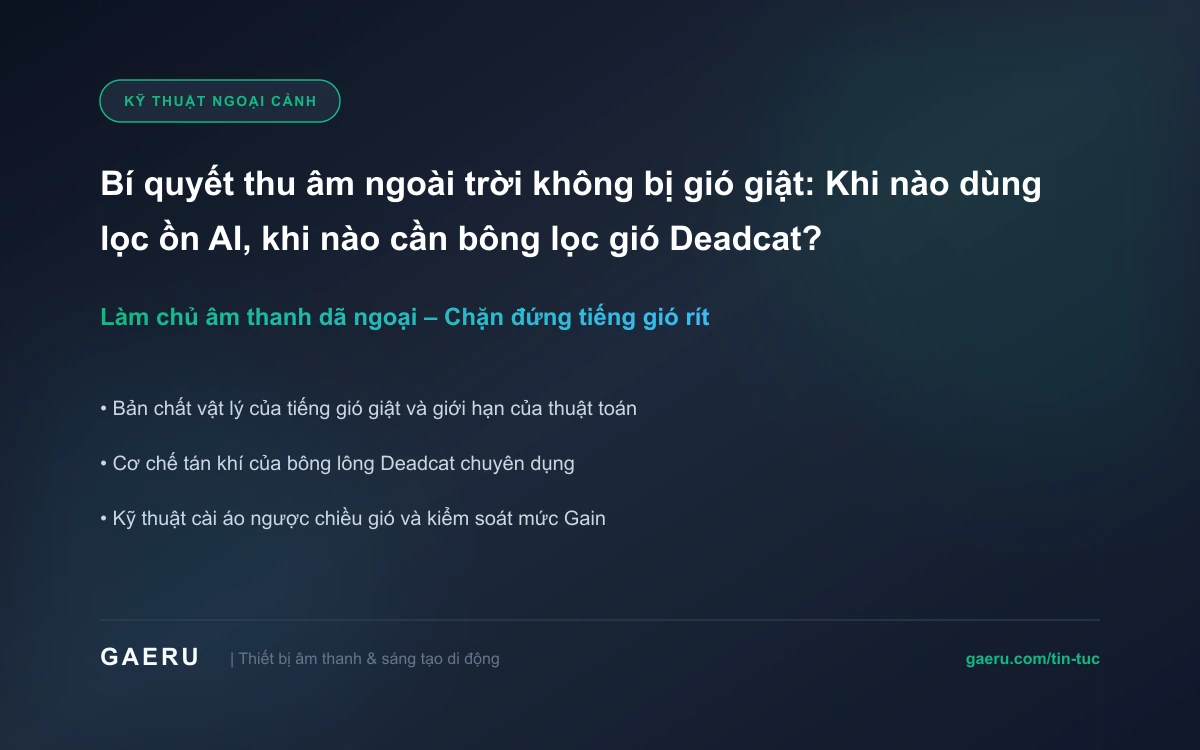 KỸ THUẬT NGOẠI CẢNH
Bí quyết thu âm ngoài trời không bị gió giật: Khi nào dùng
lọc ồn AI, khi nào cần bông lọc gió Deadcat?
Làm chủ âm thanh dã ngoại – Chặn đứng tiếng gió rít
• Bản chất vật lý của tiếng gió giật và giới hạn của thuật toán
• Cơ chế tán khí của bông lông Deadcat chuyên dụng
• Kỹ thuật cài áo ngược chiều gió và kiểm soát mức Gain
GAERU | Thiết bị âm thanh & sáng tạo di động gaeru.com/tin-tuc